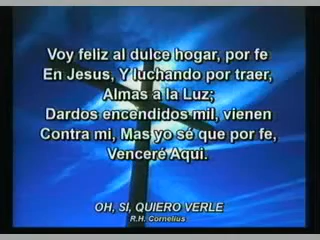 Voy feliz al dulce hogar, por fe
En Jesus, Y luchando por traer,
Almas a la Luz;
Dardos encendidos mil, vienen
Contra mi, Mas yo sé que por fe,
Venceré Aqui.
OH, SI, QUIERO VERLE
R.H. Cornelius